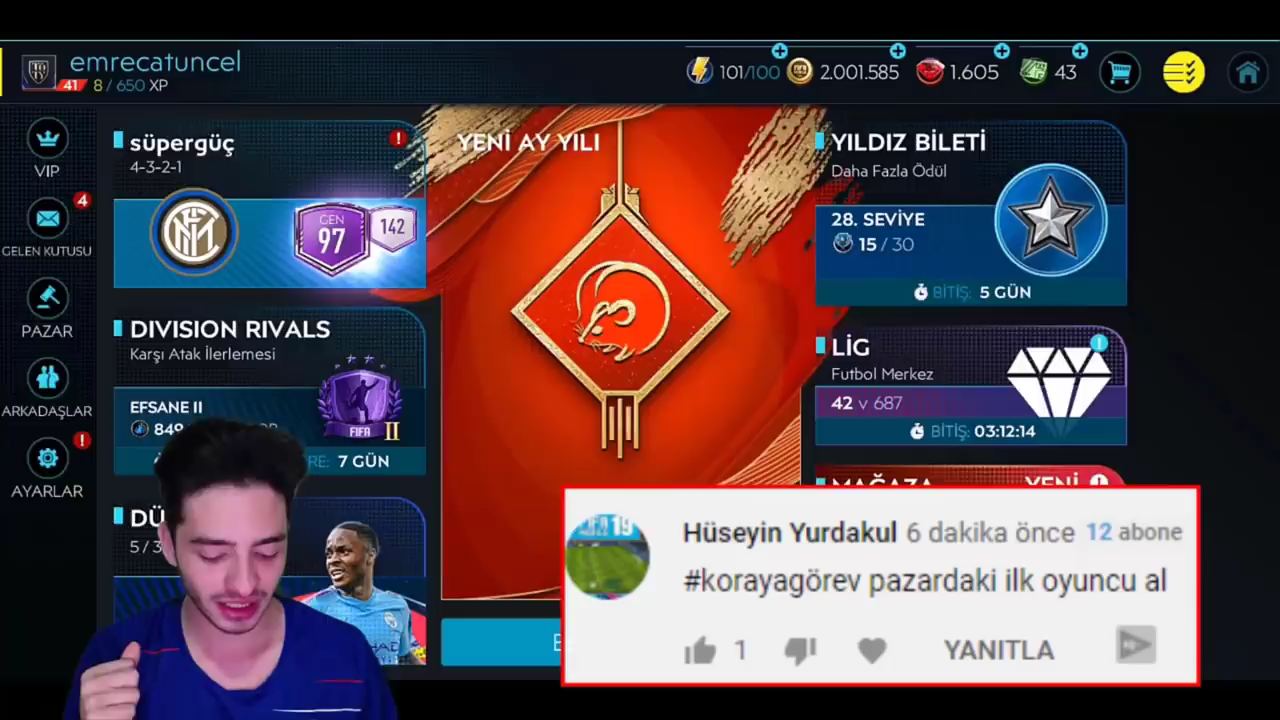 emrecatuncel
41 8 / 650 XP
101/100
2.001.585
1.605
43
VIP
4
GELEN KUTUSU
PAZAR
ARKADAŞLAR
!
AYARLAR
süpergüç
!
4-3-2-1
GEN
97
142
DIVISION RIVALS
Karşı Atak İlerlemesi
EFSANE II
849
FIFA
II
7 GÜN
YENİ AY YILI
YILDIZ BİLETİ
Daha Fazla Ödül
28. SEVİYE
15 / 30
BİTİŞ: 5 GÜN
LİG
!
Futbol Merkez
42 v 687
BİTİŞ: 03:12:14
MAĞAZA YENİ !
Hüseyin Yurdakul 6 dakika önce 12 abone
#korayagörev pazardaki ilk oyuncu al
1
YANITLA